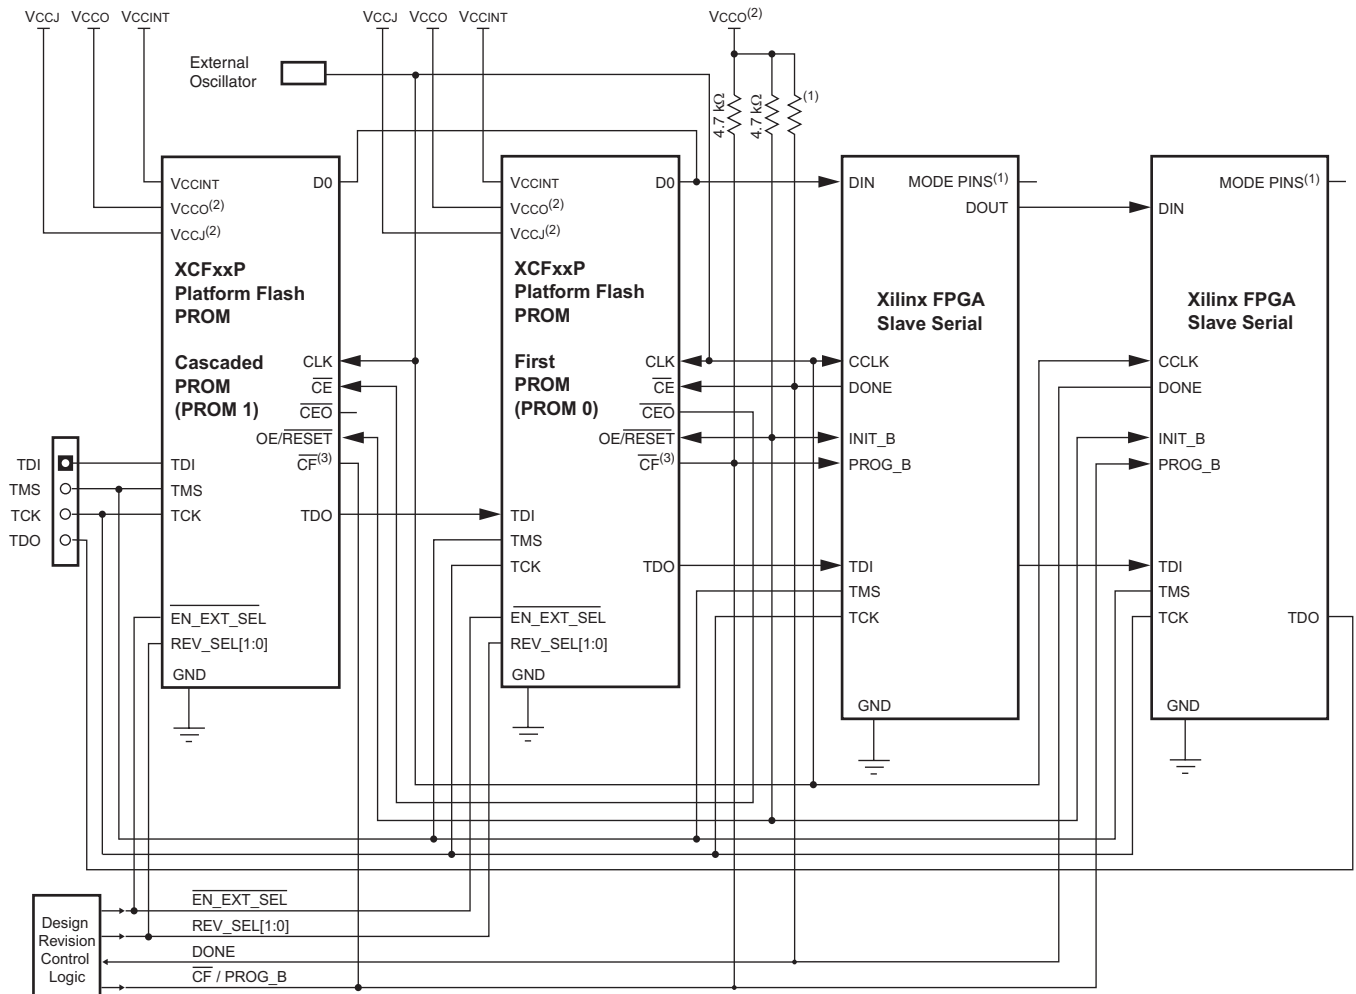 VCCJ VCCO VCCINT
VCCJ VCCO VCCINT
VCCO(2)
External
Oscillator
4.7 kΩ
4.7 kΩ
(1)
VCCINT
VCCO(2)
VCCJ(2)
D0
XCFxxP
Platform Flash
PROM
Cascaded
PROM
(PROM 1)
CLK
CE
CEO
OE/RESET
CF(3)
TDI
TMS
TCK
TDO
EN_EXT_SEL
REV_SEL[1:0]
GND
VCCINT
VCCO(2)
VCCJ(2)
D0
XCFxxP
Platform Flash
PROM
First
PROM
(PROM 0)
CLK
CE
CEO
OE/RESET
CF(3)
TDI
TMS
TCK
TDO
EN_EXT_SEL
REV_SEL[1:0]
GND
DIN
MODE PINS(1)
DOUT
Xilinx FPGA
Slave Serial
CCLK
DONE
INIT_B
PROG_B
TDI
TMS
TCK
GND
MODE PINS(1)
DIN
Xilinx FPGA
Slave Serial
CCLK
DONE
INIT_B
PROG_B
TDI
TMS
TCK
TDO
GND
TDI
TMS
TCK
TDO
Design
Revision
Control
Logic
EN_EXT_SEL
REV_SEL[1:0]
DONE
CF / PROG_B